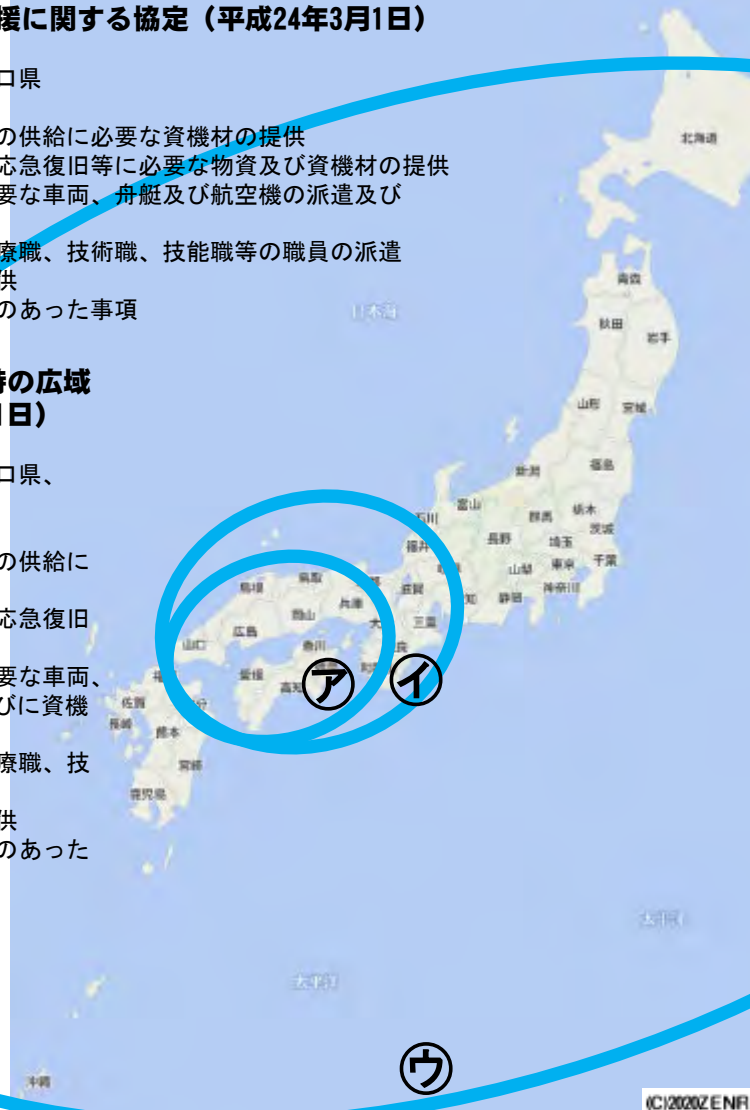 援に関する協定（平成24年3月1日）
口県
の供給に必要な資機材の提供
応急復旧等に必要な物資及び資機材の提供
要な車両、舟艇及び航空機の派遣及び
療職、技術職、技能職等の職員の派遣
供
のあった事項
時の広域
1日）
口県、
の供給に
応急復旧
要な車両、
びに資機
療職、技
供
のあった
北海道
青森
秋田
岩手
日本海
山形
宮城
新潟
福島
富山
石川
群馬
栃木
茨城
長野
埼玉
福井
山梨
東京
千葉
神奈川
静岡
知
滋賀
三重
鳥取
島根
兵庫
岡山
広島
山口
大
良
香川
愛媛
高知
佐賀
分
長崎
熊本
宮崎
鹿児島
ア
イ
太平洋
太平洋
沖縄
ウ
(C)2020ZENR